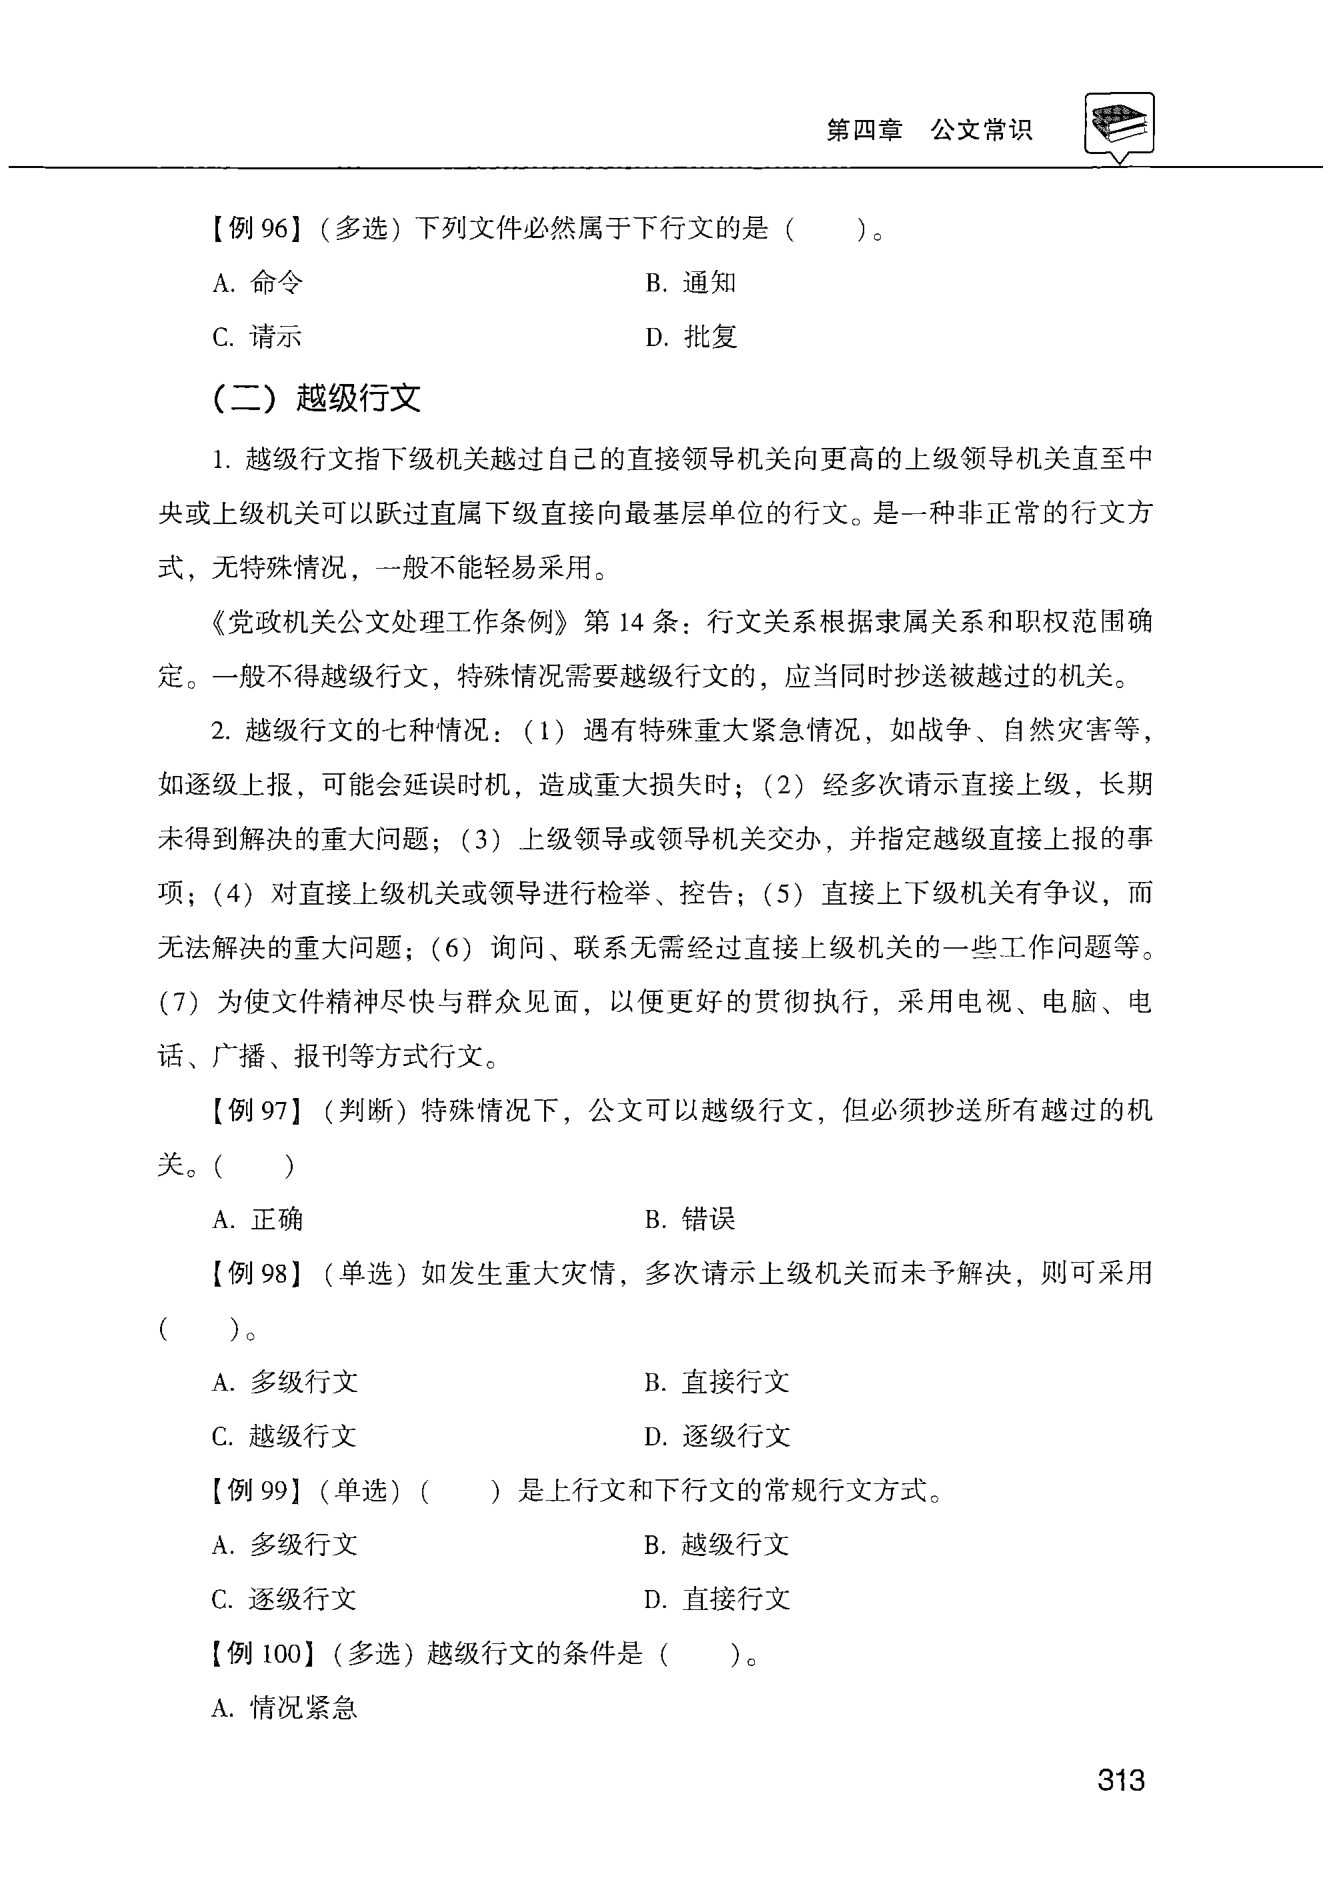 第四章 公文常识
【例 96】（多选）下列文件必然属于下行文的是（  ）。
A. 命令 B. 通知
C. 请示 D. 批复
（二）越级行文
1. 越级行文指下级机关越过自己的直接领导机关向更高的上级领导机关直至中
央或上级机关可以跃过直属下级直接向最基层单位的行文。是一种非正常的行文方
式，无特殊情况，一般不能轻易采用。
《党政机关公文处理工作条例》第 14 条：行文关系根据隶属关系和职权范围确
定。一般不得越级行文，特殊情况需要越级行文的，应当同时抄送被越过的机关。
2. 越级行文的七种情况：（1）遇有特殊重大紧急情况，如战争、自然灾害等，
如逐级上报，可能会延误时机，造成重大损失时；（2）经多次请示直接上级，长期
未得到解决的重大问题；（3）上级领导或领导机关交办，并指定越级直接上报的事
项；（4）对直接上级机关或领导进行检举、控告；（5）直接上下级机关有争议，而
无法解决的重大问题；（6）询问、联系无需经过直接上级机关的一些工作问题等。
（7）为使文件精神尽快与群众见面，以便更好的贯彻执行，采用电视、电脑、电
话、广播、报刊等方式行文。
【例 97】（判断）特殊情况下，公文可以越级行文，但必须抄送所有越过的机
关。（  ）
A. 正确 B. 错误
【例 98】（单选）如发生重大灾情，多次请示上级机关而未予解决，则可采用
（  ）。
A. 多级行文 B. 直接行文
C. 越级行文 D. 逐级行文
【例 99】（单选）（  ）是上行文和下行文的常规行文方式。
A. 多级行文 B. 越级行文
C. 逐级行文 D. 直接行文
【例 100】（多选）越级行文的条件是（  ）。
A. 情况紧急
313